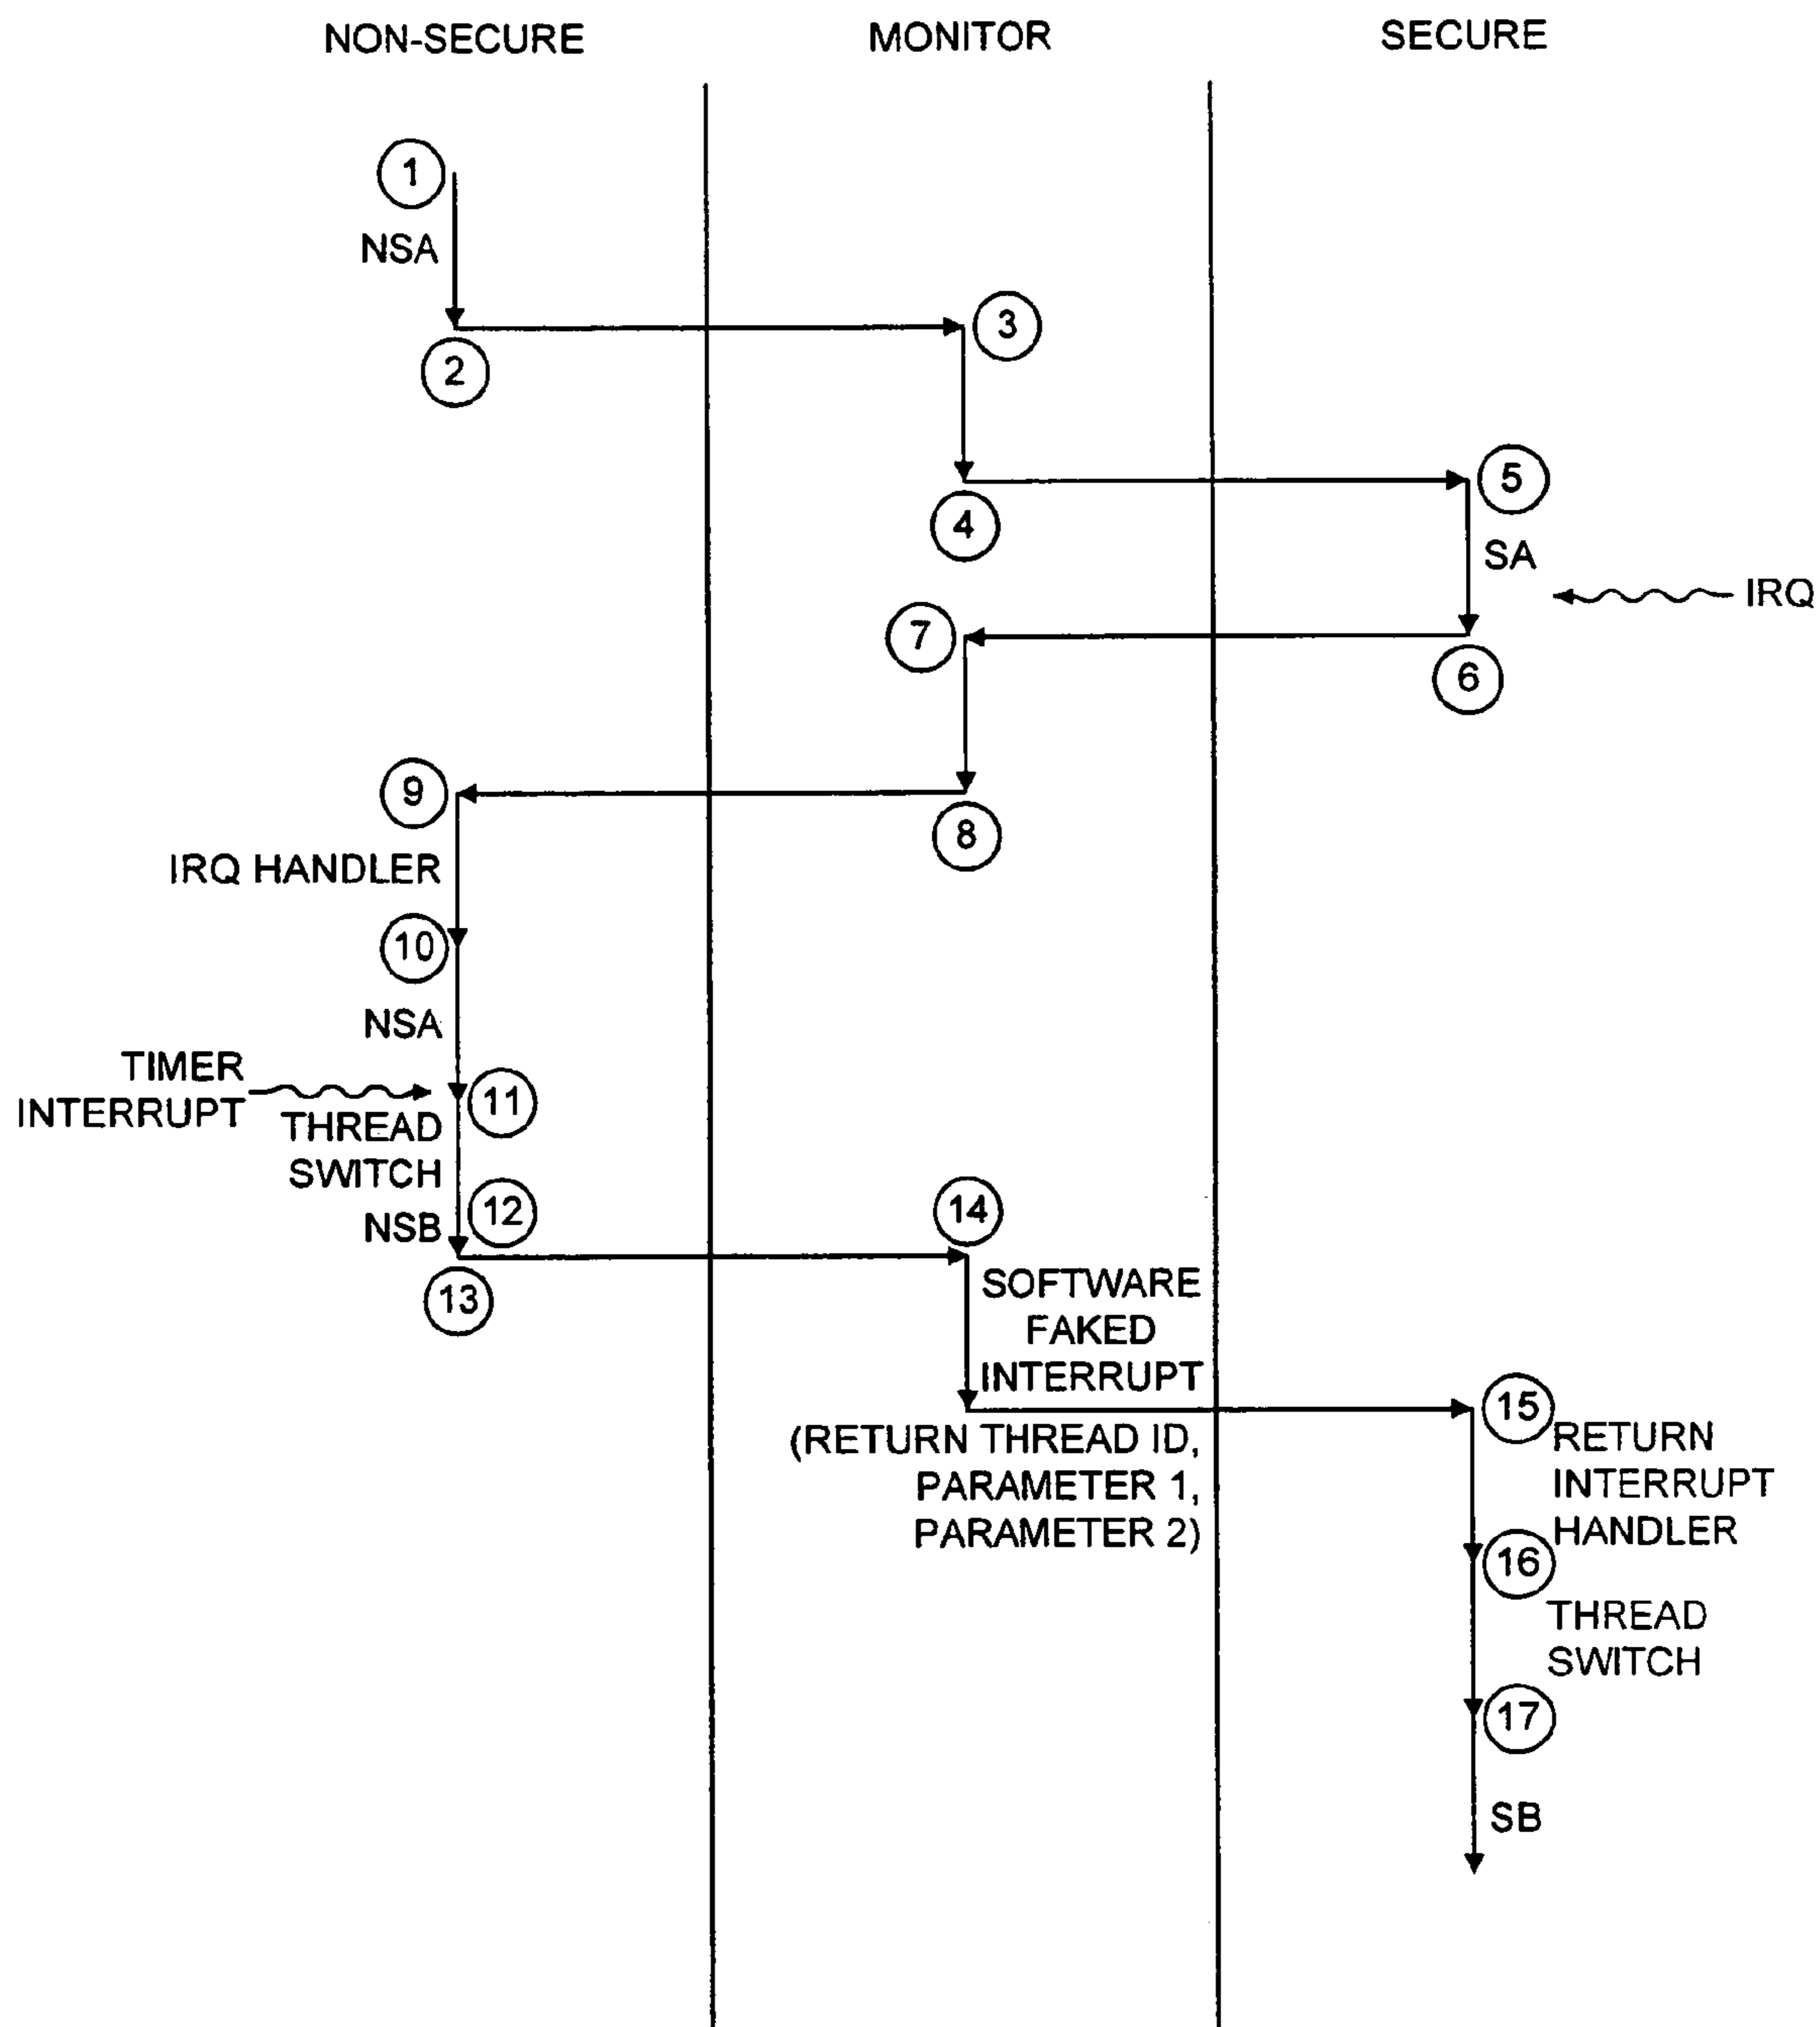 NON-SECURE
MONITOR
SECURE
1
NSA
2
3
4
5
SA
IRQ
6
7
8
9
IRQ HANDLER
10
NSA
TIMER
INTERRUPT
11
THREAD
SWITCH
12
NSB
13
14
SOFTWARE
FAKED
INTERRUPT
(RETURN THREAD ID,
PARAMETER 1,
PARAMETER 2)
15
RETURN
INTERRUPT
HANDLER
16
THREAD
SWITCH
17
SB